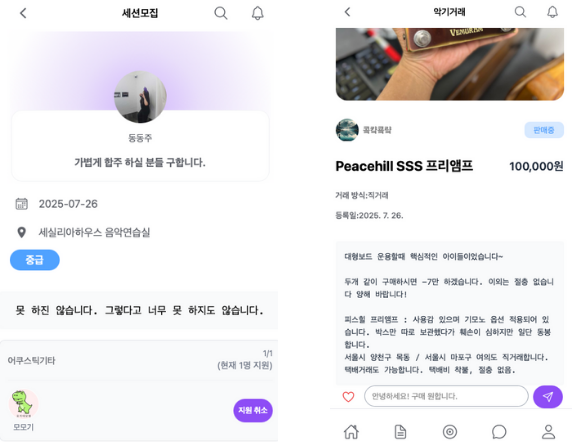 세션모집
동동주
가볍게 합주 하실 분들 구합니다.
2025-07-26
세실리아하우스 음악연습실
중급
못 하진 않습니다. 그렇다고 너무 못 하지도 않습니다.
어쿠스틱기타
1/1
(현재 1명 지원)
모모기
지원 취소
악기거래
판매중
Peacehill SSS 프리앰프
100,000원
거래 방식:직거래
등록일:2025. 7. 26.
대형보드 운용할때 핵심적인 아이들이었습니다~
두개 같이 구매하시면 -7만 하겠습니다. 이외는 절충 없습니
다 양해 바랍니다!
피스힐 프리앰프 : 사용감 있으며 기모노 옵션 적용되어 있
습니다. 박스만 따로 보관했다가 훼손이 심하지만 일단 동봉
합니다.
서울시 양천구 목동 / 서울시 마포구 여의도 직거래합니다.
택배거래도 가능합니다. 택배비 착불, 절충 없음.
안녕하세요! 구매 원합니다.